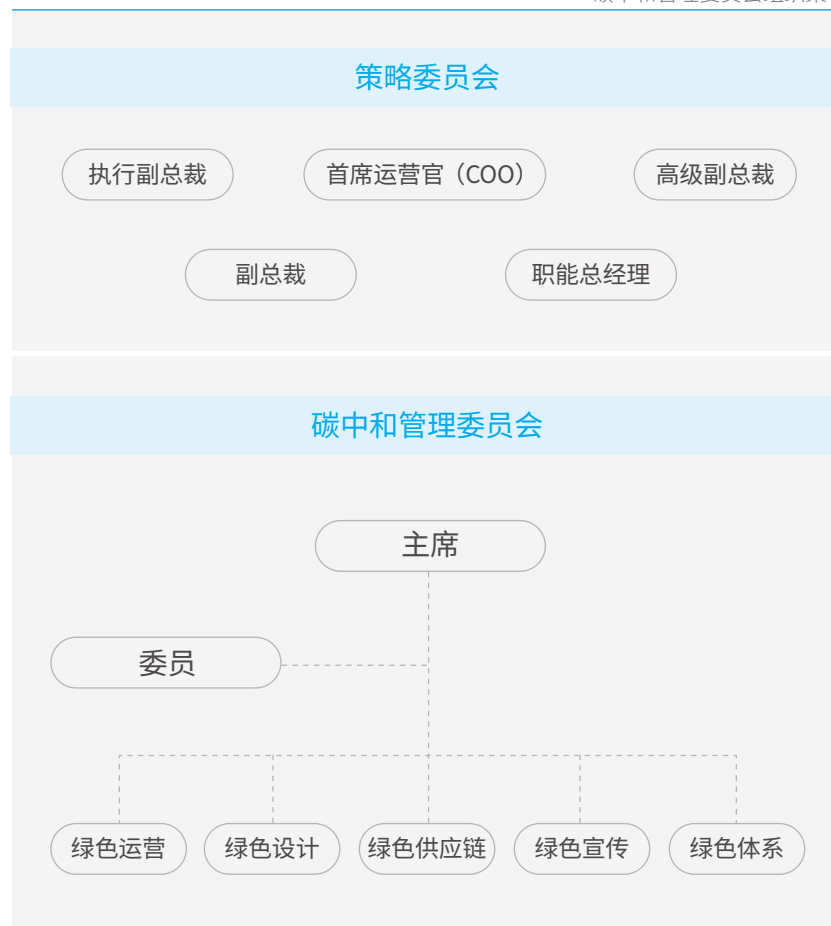 策略委员会
执行副总裁
首席运营官（COO）
高级副总裁
副总裁
职能总经理
碳中和管理委员会
主席
委员
绿色运营
绿色设计
绿色供应链
绿色宣传
绿色体系